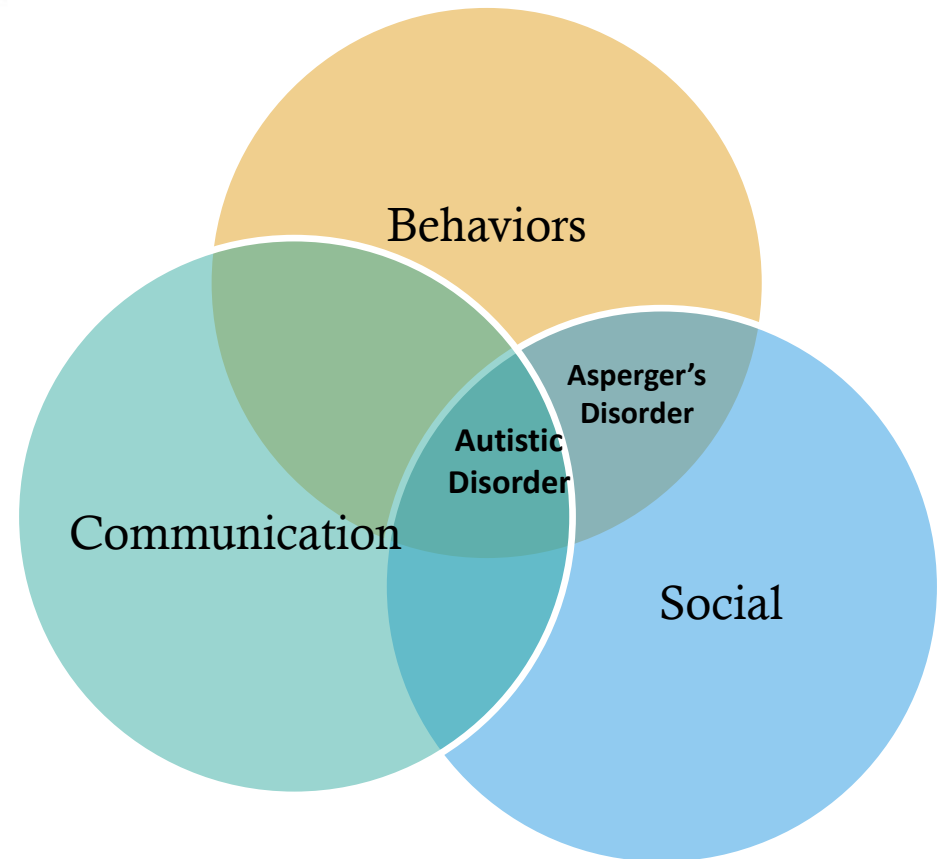 Behaviors
Asperger’s
Disorder
Autistic
Disorder
Communication
Social